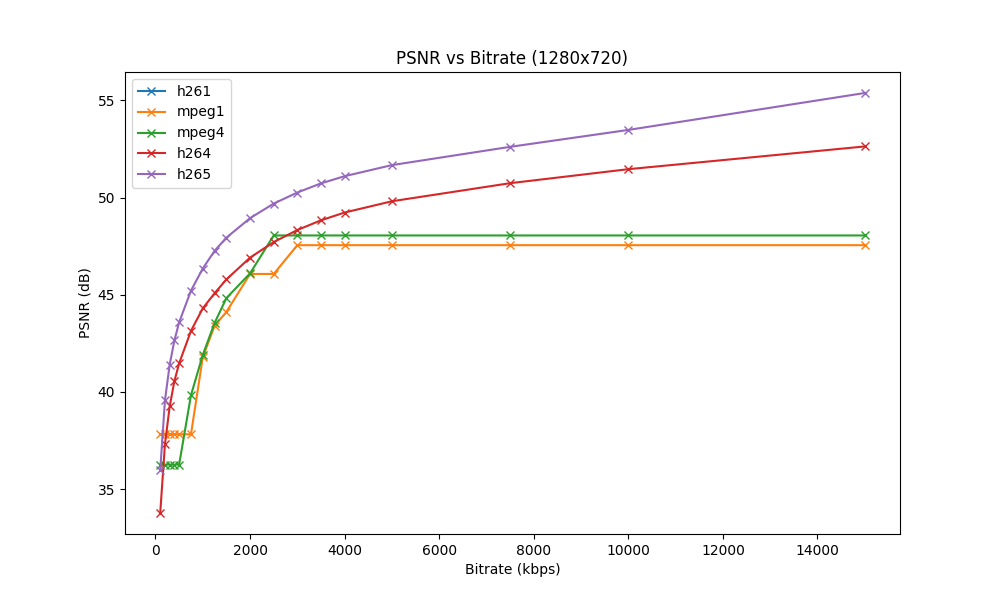 PSNR vs Bitrate (1280x720)
h261
mpeg1
mpeg4
h264
h265
55
50
45
40
35
PSNR (dB)
0 2000 4000 6000 8000 10000 12000 14000
Bitrate (kbps)